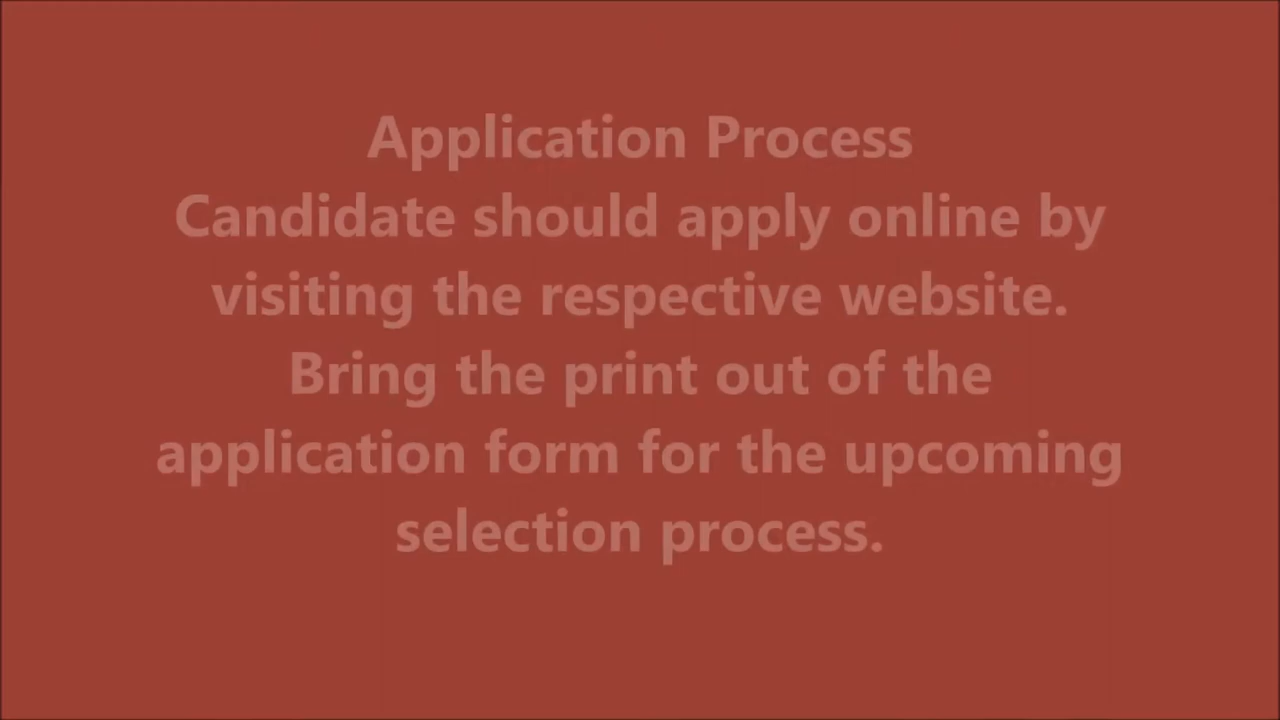 Application Process
Candidate should apply online by
visiting the respective website.
Bring the print out of the
application form for the upcoming
selection process.